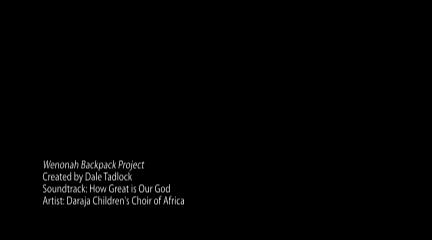 Wenonah Backpack Project
Created by Dale Tadlock
Soundtrack: How Great is Our God
Artist: Daraja Children's Choir of Africa